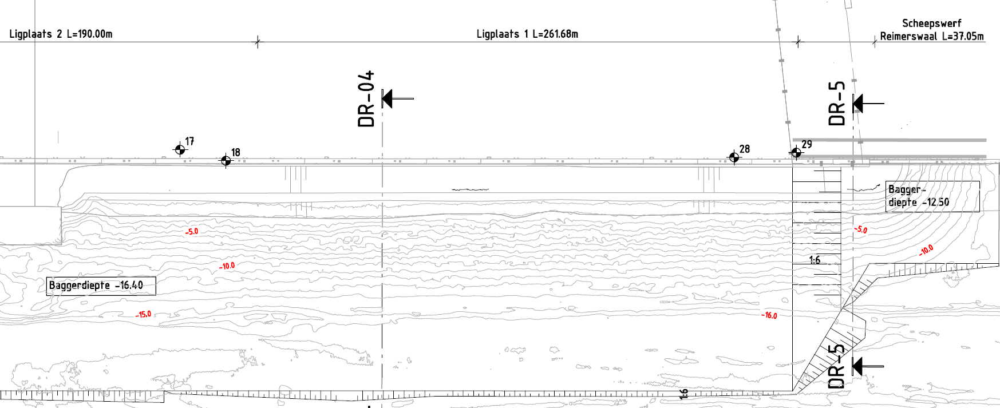 Ligplaats 2 L=190.00m
Ligplaats 1 L=261.68m
Scheepswerf
Reimerswaal L=37.05m
DR-04
DR-5
17
18
28
29
Bagger-
diepte -12.50
-5.0
-5.0
-10.0
1:6
-10.0
Baggerdiepte -16.40
-15.0
-16.0
DR-5
1:6